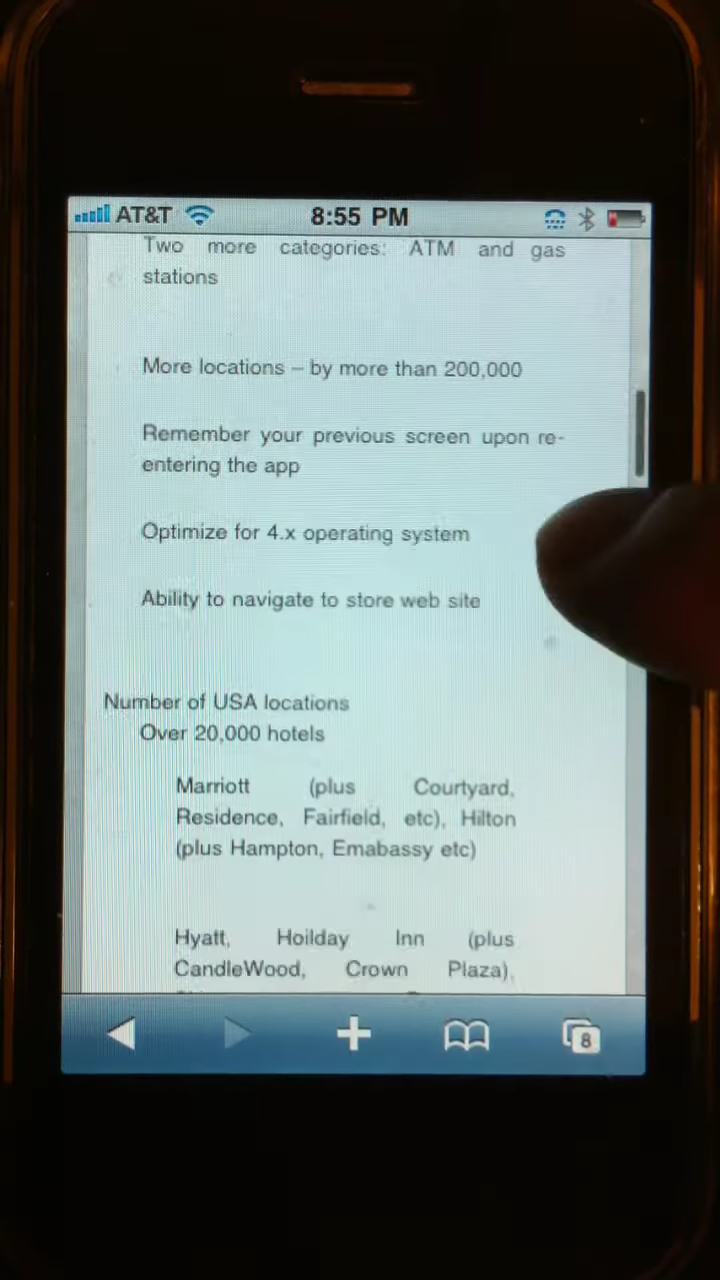 AT&T 8:55 PM
Two more categories: ATM and gas
stations
More locations – by more than 200,000
Remember your previous screen upon re-
entering the app
Optimize for 4.x operating system
Ability to navigate to store web site
Number of USA locations
Over 20,000 hotels
Marriott (plus Courtyard,
Residence, Fairfield, etc), Hilton
(plus Hampton, Emabassy etc)
Hyatt, Hoilday Inn (plus
CandleWood, Crown Plaza),
8